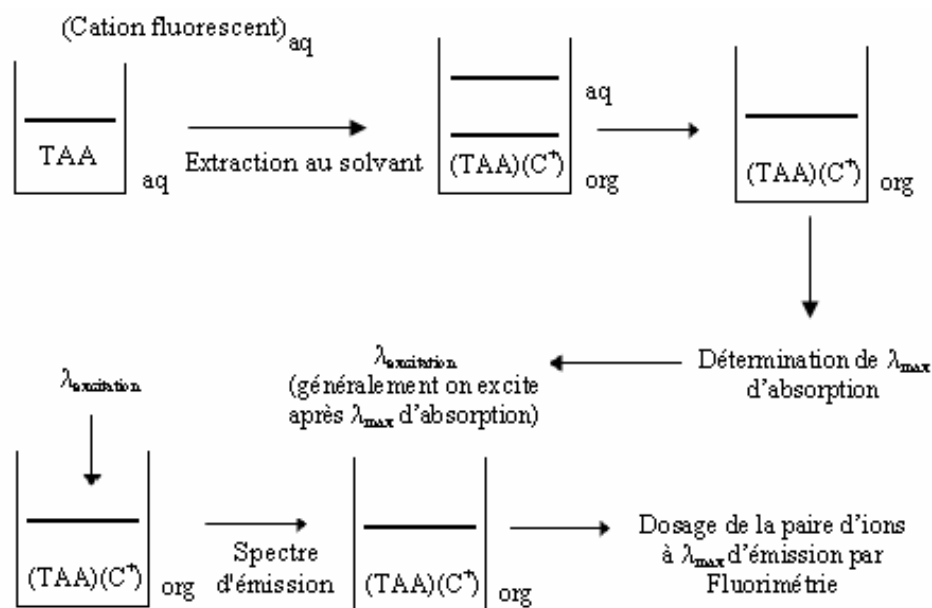 (Cation fluorescent)aq
TAA
aq
Extraction au solvant
aq
(TAA)(C+)
org
(TAA)(C+)
org
Détermination de λmax
d'absorption
λexcitation
(généralement on excite
après λmax d'absorption)
λexcitation
(TAA)(C+)
org
Spectre
d'émission
(TAA)(C+)
org
Dosage de la paire d'ions
à λmax d'émission par
Fluorimétrie